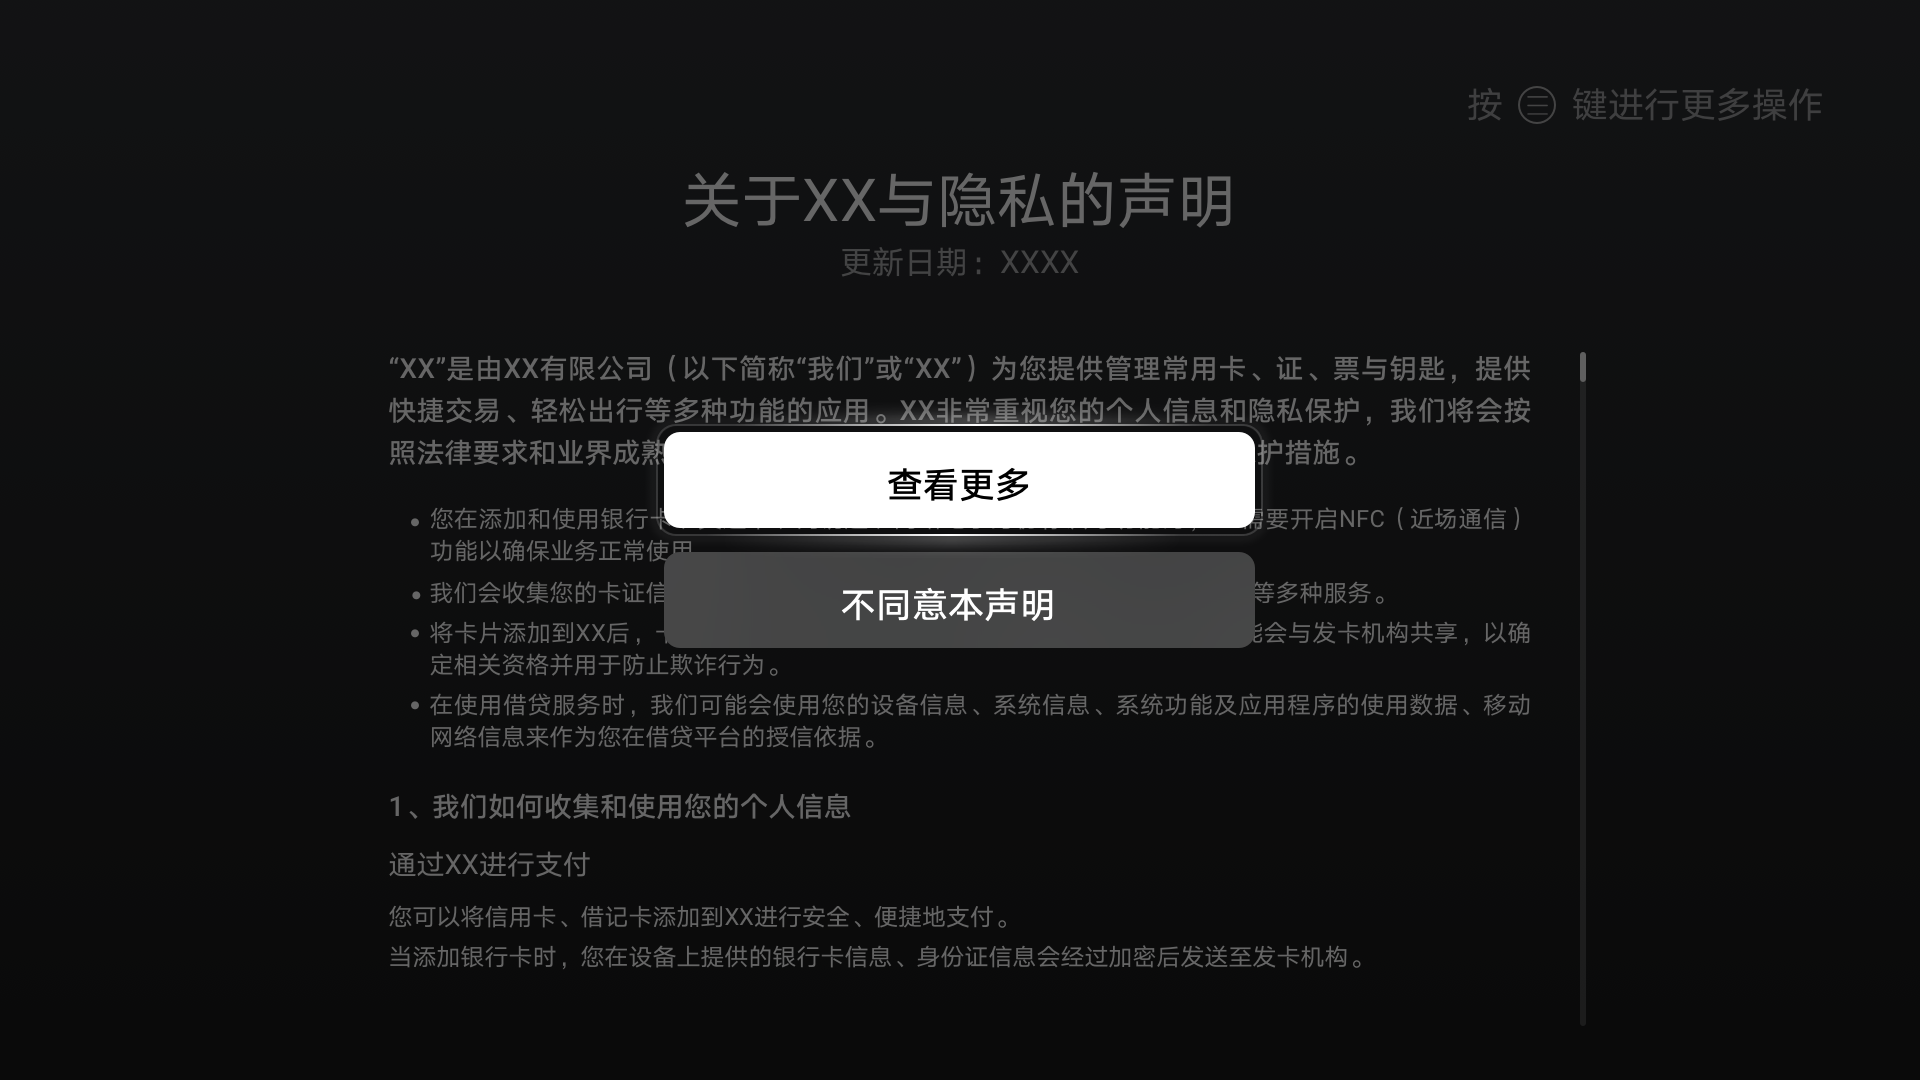 按 ☰ 键进行更多操作
关于XX与隐私的声明
更新日期：XXXX
“XX”是由XX有限公司（以下简称“我们”或“XX”）为您提供管理常用卡、证、票与钥匙，提供
快捷交易、轻松出行等多种功能的应用。XX非常重视您的个人信息和隐私保护，我们将会按
照法律要求和业界成熟
护措施。
查看更多
您在添加和使用银行卡
需要开启NFC（近场通信）
功能以确保业务正常使用
不同意本声明
我们会收集您的卡证信
等多种服务。
将卡片添加到XX后，
能会与发卡机构共享，以确
定相关资格并用于防止欺诈行为。
在使用借贷服务时，我们可能会使用您的设备信息、系统信息、系统功能及应用程序的使用数据、移动
网络信息来作为您在借贷平台的授信依据。
1、我们如何收集和使用您的个人信息
通过XX进行支付
您可以将信用卡、借记卡添加到XX进行安全、便捷地支付。
当添加银行卡时，您在设备上提供的银行卡信息、身份证信息会经过加密后发送至发卡机构。